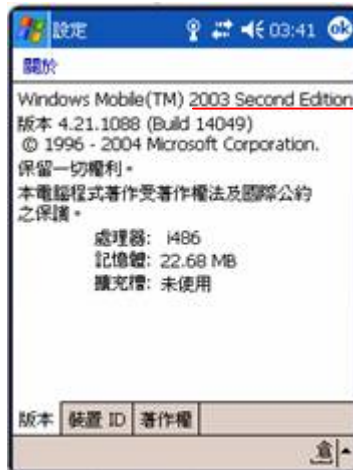 設定 03:41 ok
關於
Windows Mobile(TM) 2003 Second Edition
版本 4.21.1088 (Build 14049)
© 1996 - 2004 Microsoft Corporation.
保留一切權利。
本電腦程式著作受著作權法及國際公約
之保護。
處理器: i486
記憶體: 22.68 MB
擴充槽: 未使用
版本 裝置 ID 著作權
倉